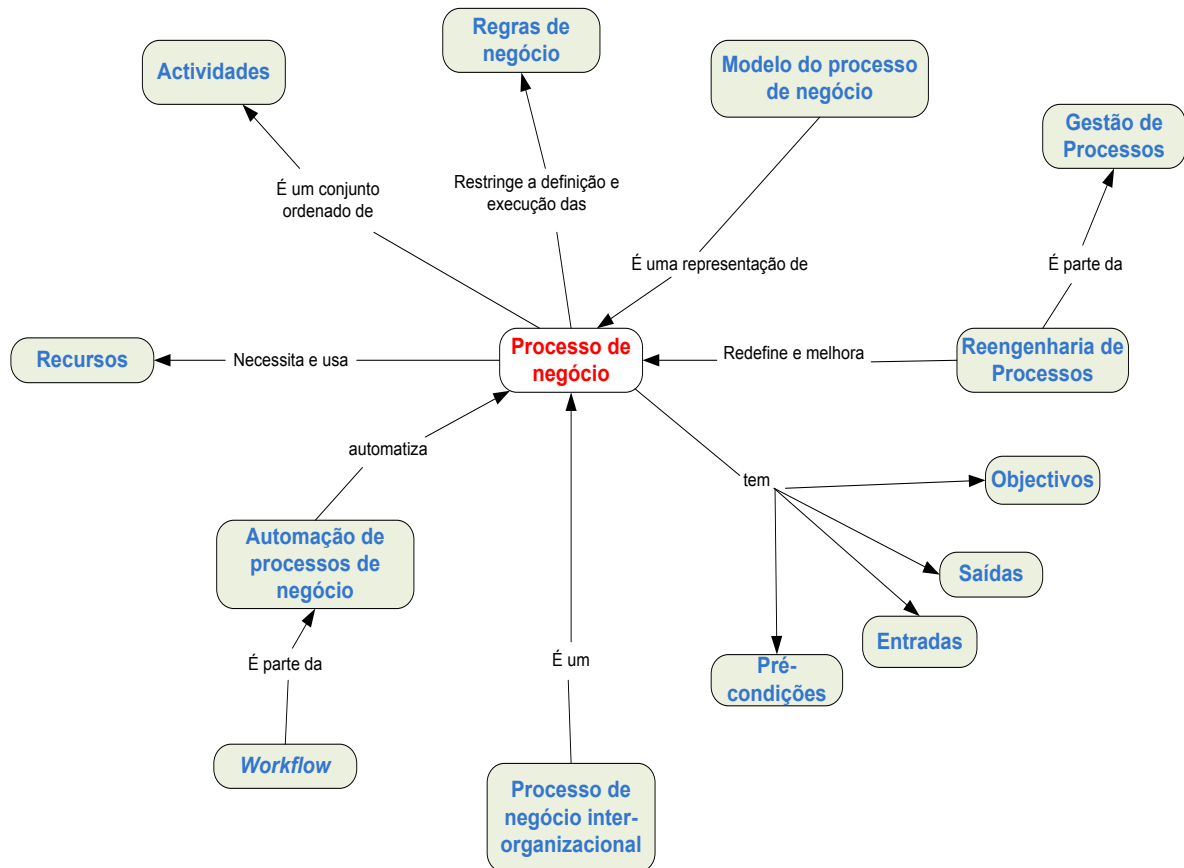 Regras de
negócio
Actividades
Modelo do processo
de negócio
Gestão de
Processos
É um conjunto
ordenado de
Restringe a definição e
execução das
É uma representação de
É parte da
Recursos
Necessita e usa
Processo de
negócio
Redefine e melhora
Reengenharia de
Processos
automatiza
tem
Objectivos
Automação de
processos de
negócio
Saídas
Entradas
É parte da
É um
Pré-
condições
Workflow
Processo de
negócio inter-
organizacional